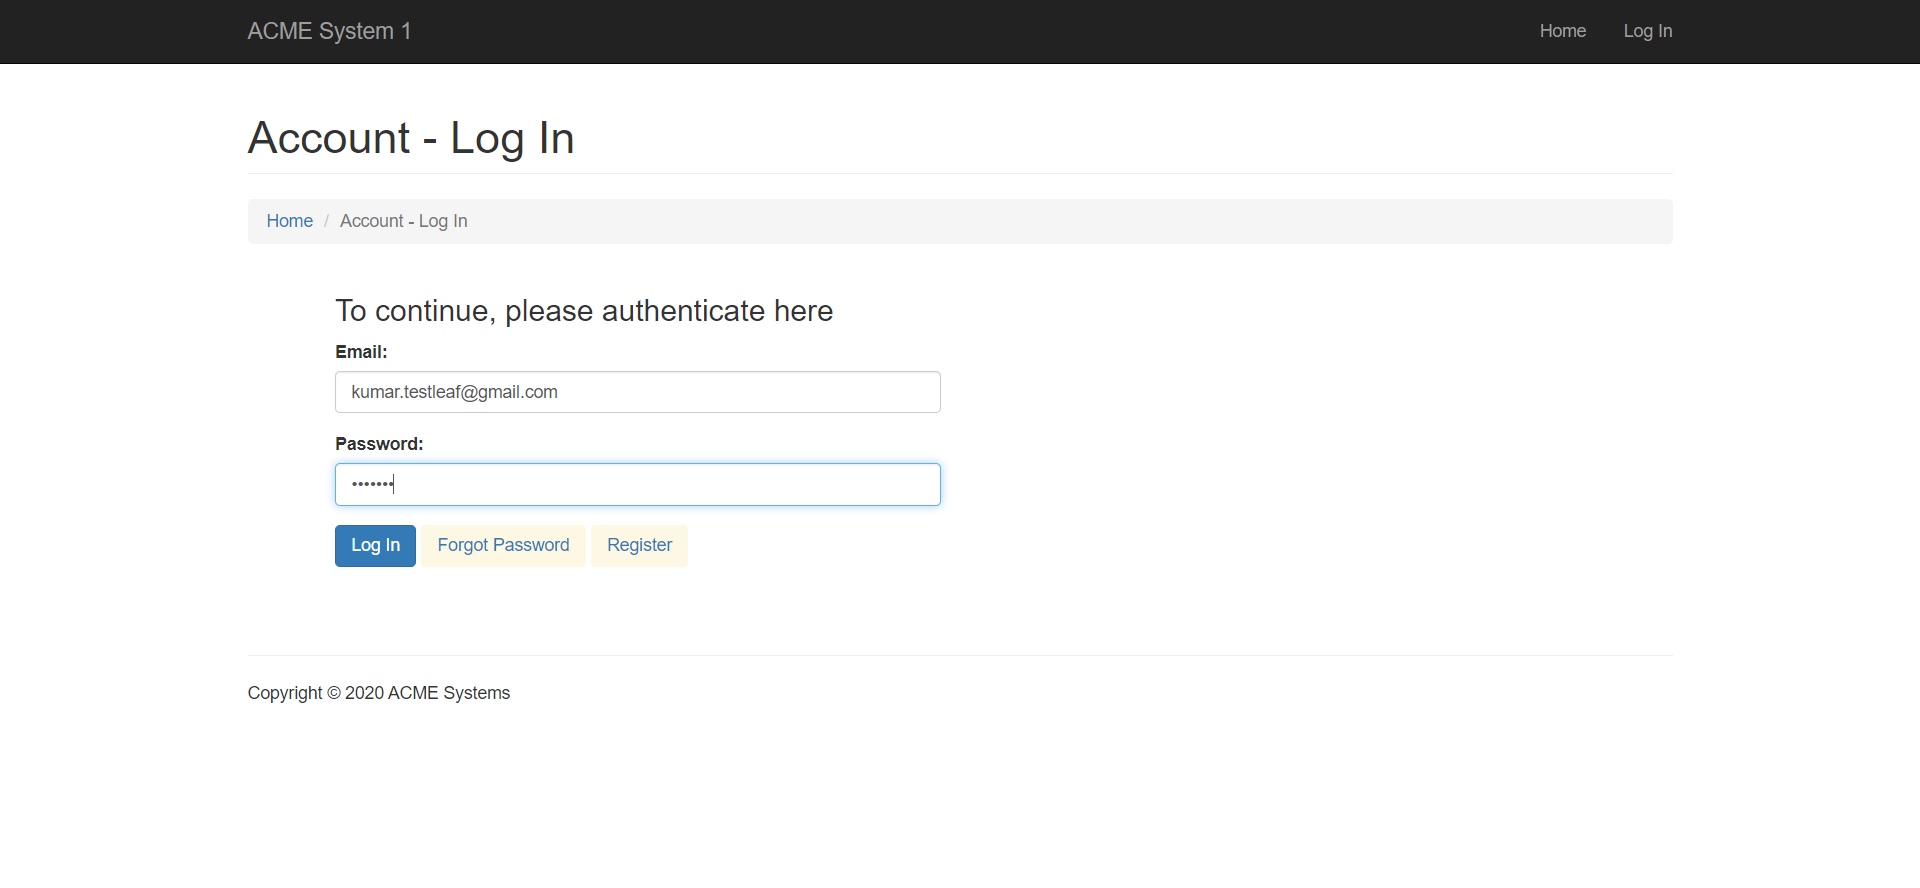 ACME System 1 Home Log In
Account - Log In
Home / Account - Log In
To continue, please authenticate here
Email:
kumar.testleaf@gmail.com
Password:
•••••••
Log In Forgot Password Register
Copyright © 2020 ACME Systems